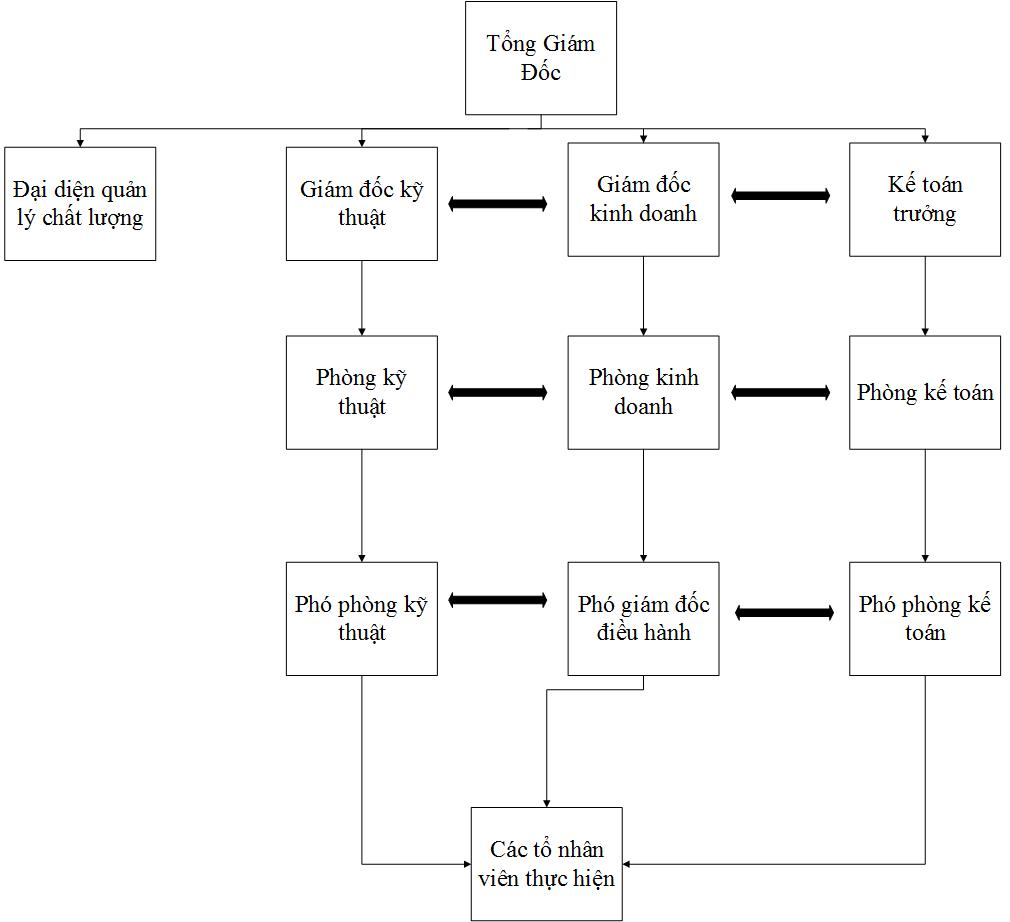 Tổng Giám
Đốc
Đại diện quản
lý chất lượng
Giám đốc kỹ
thuật
Giám đốc
kinh doanh
Kế toán
trưởng
Phòng kỹ
thuật
Phòng kinh
doanh
Phòng kế toán
Phó phòng kỹ
thuật
Phó giám đốc
điều hành
Phó phòng kế
toán
Các tổ nhân
viên thực hiện